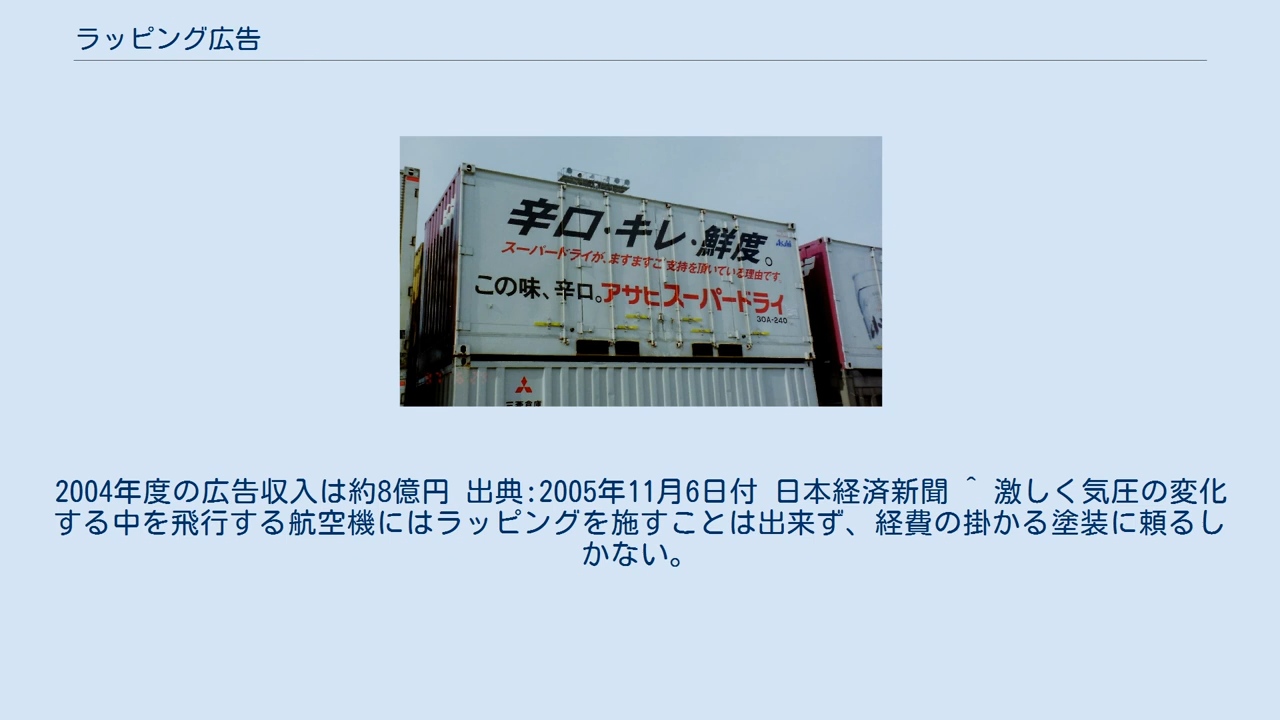 ラッピング広告
辛口・キレ・鮮度。
Asahi
スーパードライが、ますますご支持を頂いている理由です。
この味、辛口。アサヒスーパードライ
30A-240
2004年度の広告収入は約8億円 出典:2005年11月6日付 日本経済新聞 ^ 激しく気圧の変化
する中を飛行する航空機にはラッピングを施すことは出来ず、経費の掛かる塗装に頼るし
かない。